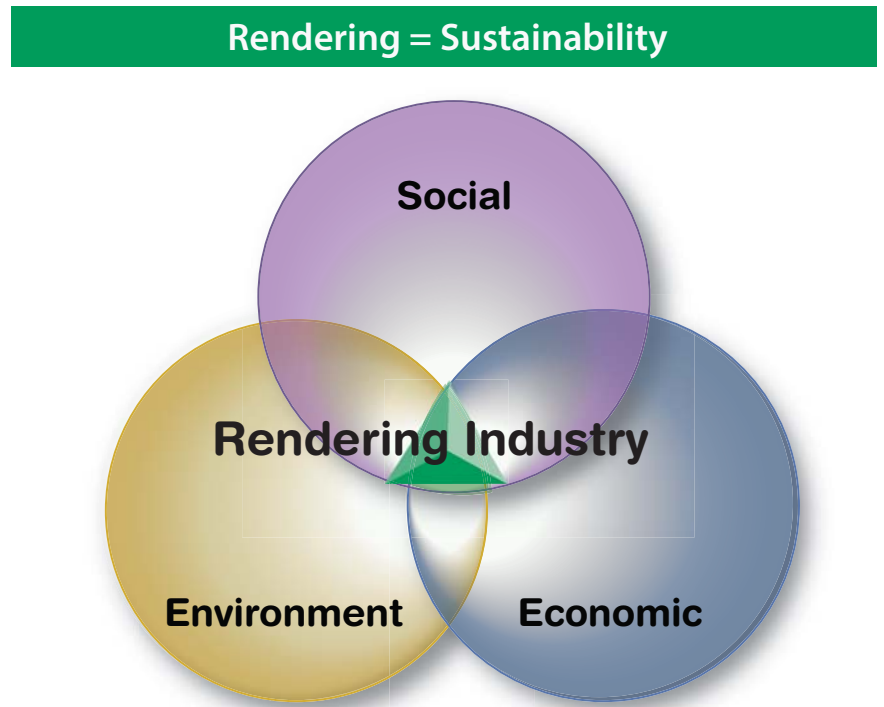 Rendering = Sustainability
Social
Rendering Industry
Environment
Economic